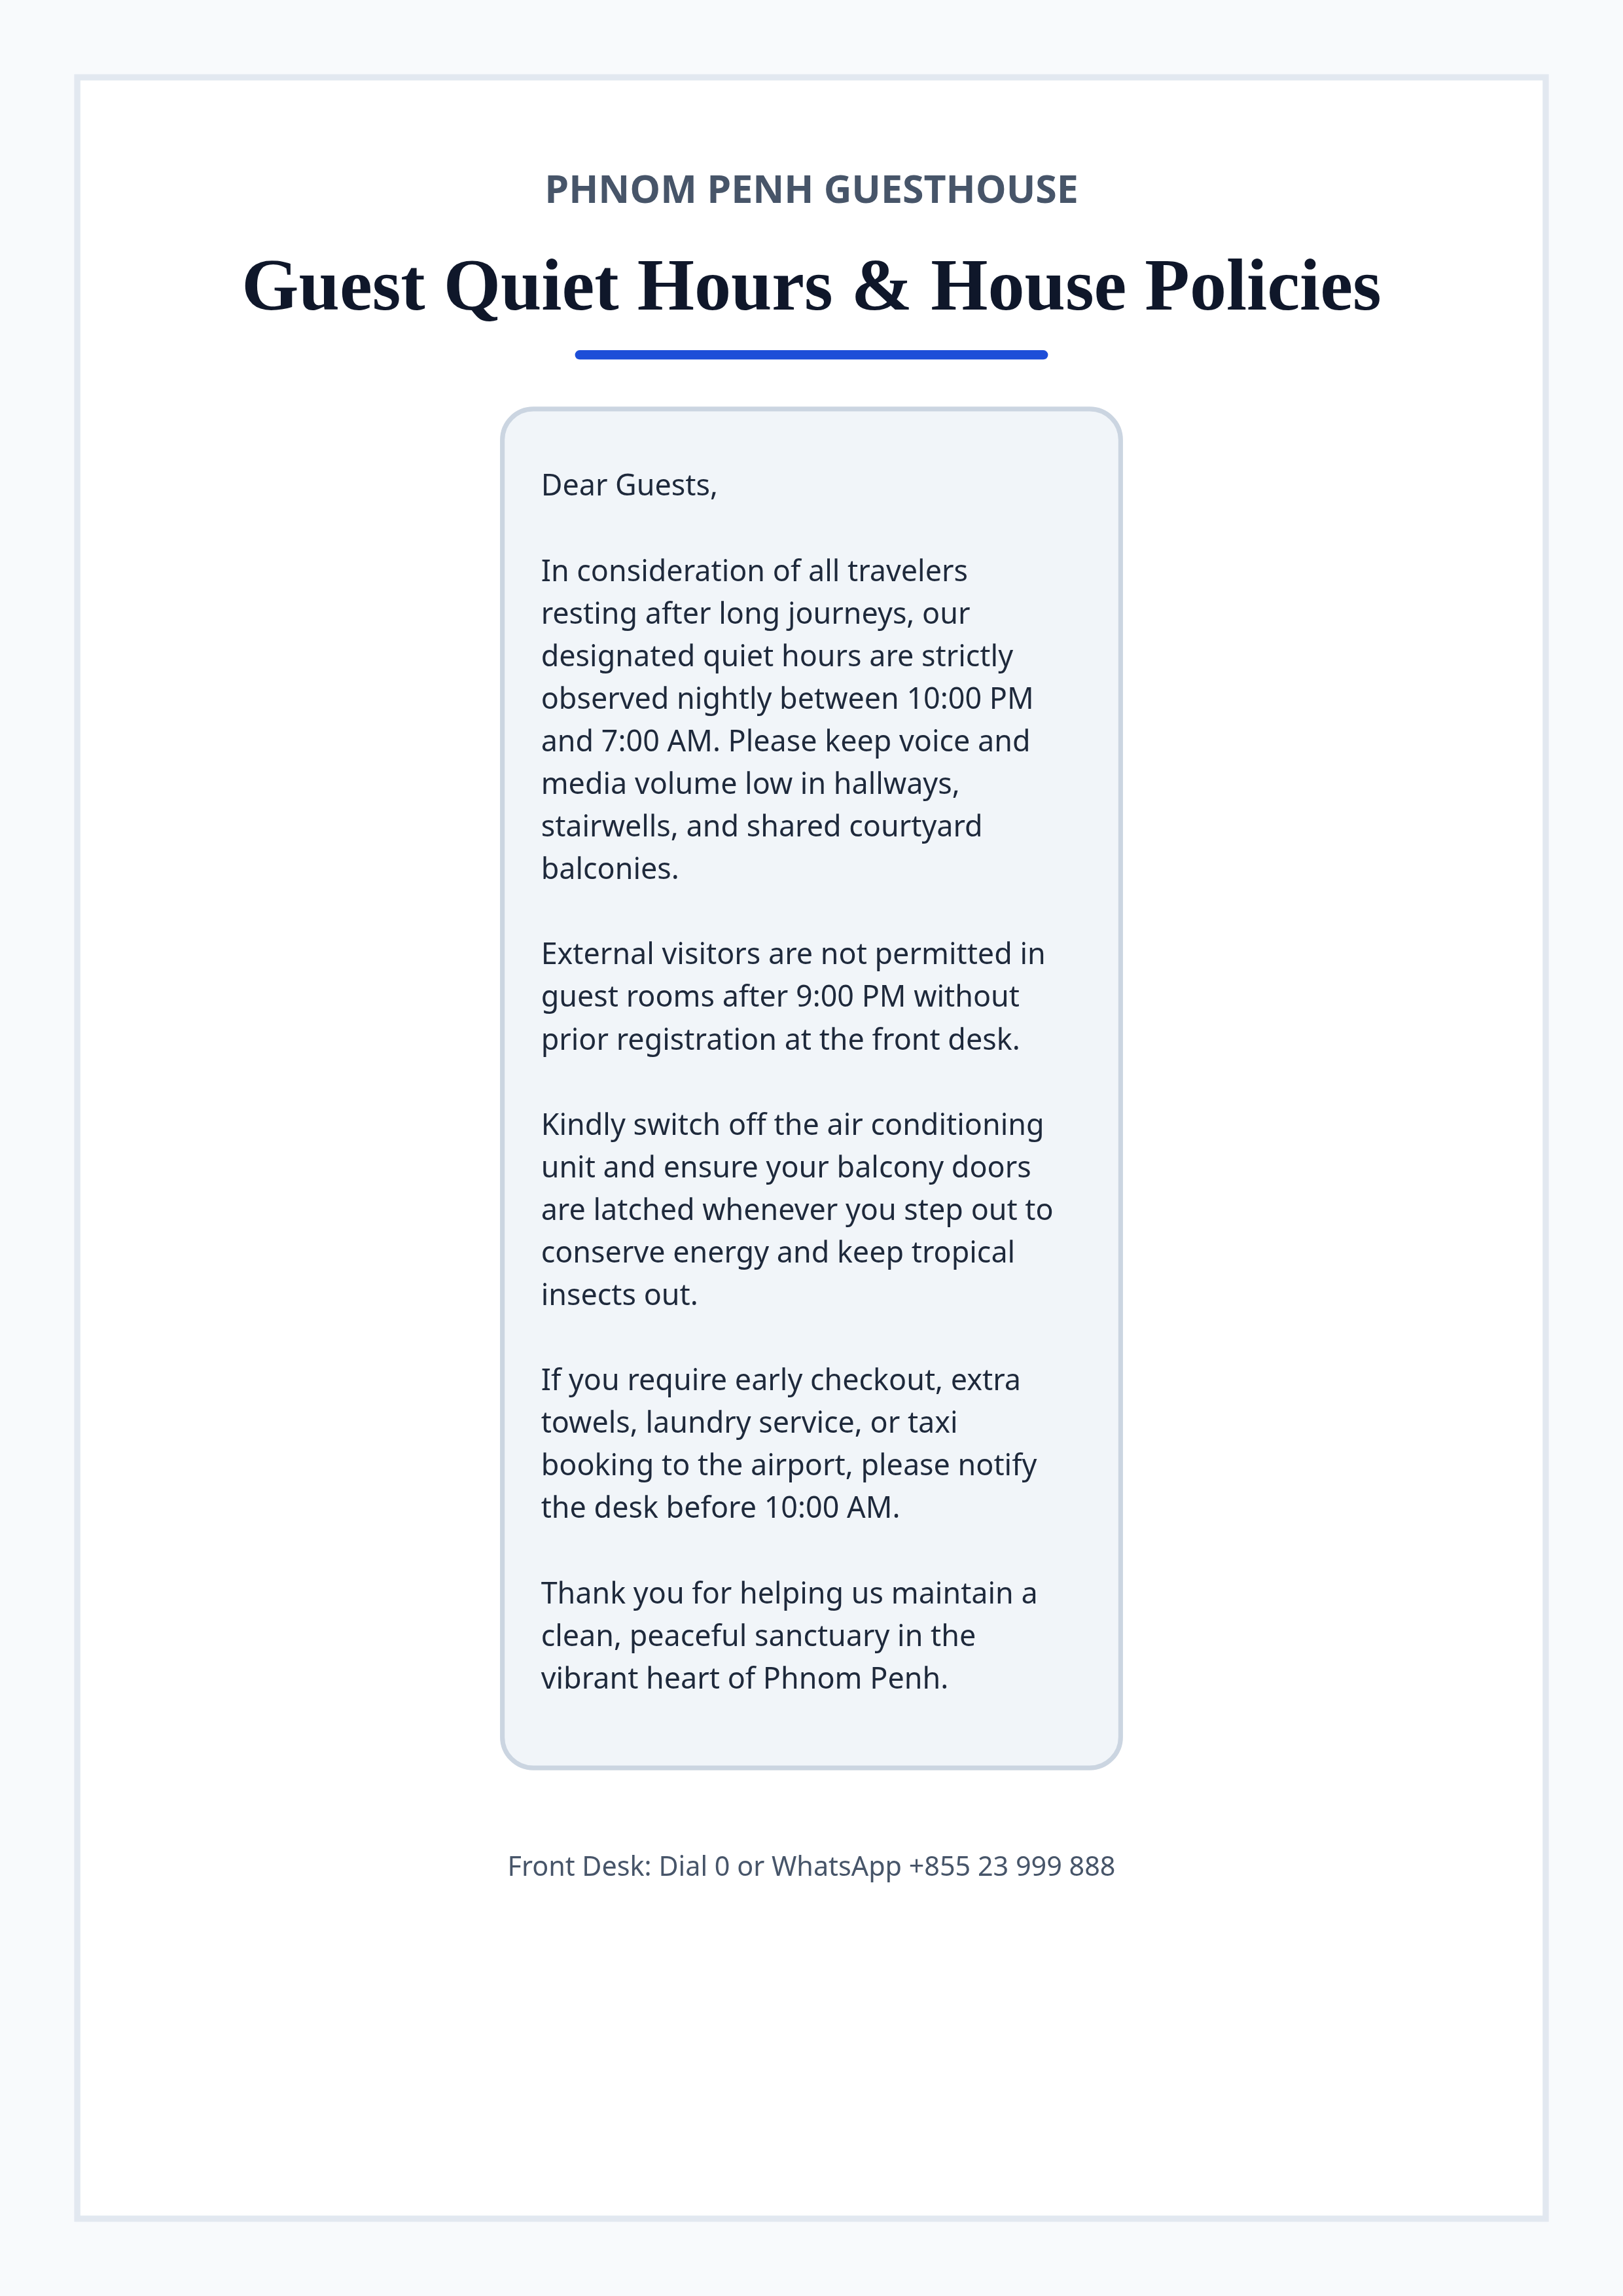 PHNOM PENH GUESTHOUSE
Guest Quiet Hours & House Policies
Dear Guests,
In consideration of all travelers
resting after long journeys, our
designated quiet hours are strictly
observed nightly between 10:00 PM
and 7:00 AM. Please keep voice and
media volume low in hallways,
stairwells, and shared courtyard
balconies.
External visitors are not permitted in
guest rooms after 9:00 PM without
prior registration at the front desk.
Kindly switch off the air conditioning
unit and ensure your balcony doors
are latched whenever you step out to
conserve energy and keep tropical
insects out.
If you require early checkout, extra
towels, laundry service, or taxi
booking to the airport, please notify
the desk before 10:00 AM.
Thank you for helping us maintain a
clean, peaceful sanctuary in the
vibrant heart of Phnom Penh.
Front Desk: Dial 0 or WhatsApp +855 23 999 888